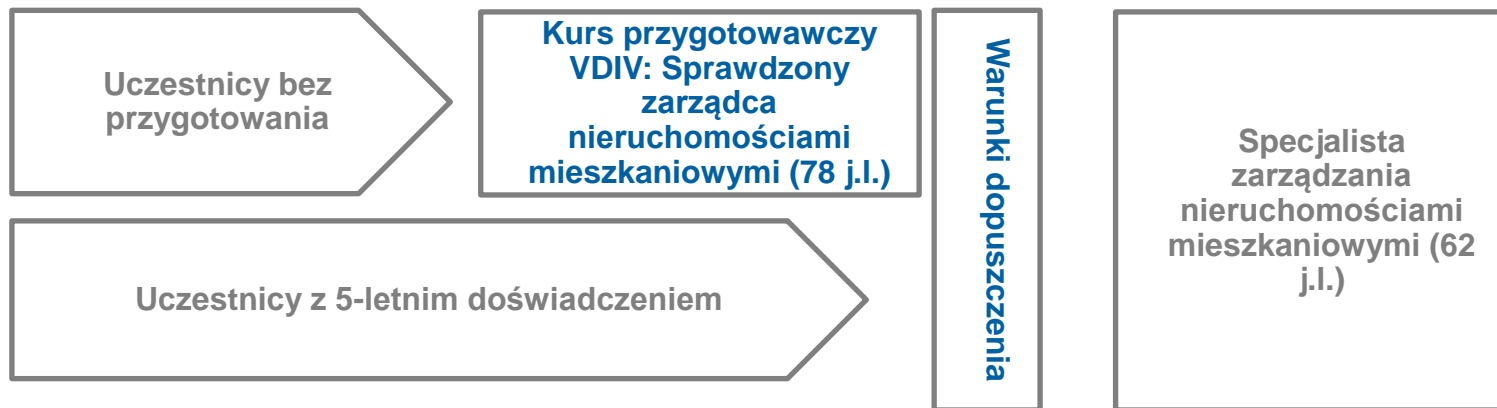 Uczestnicy bez
przygotowania
Kurs przygotowawczy
VDIV: Sprawdzony
zarządca
nieruchomościami
mieszkaniowymi (78 j.l.)
Uczestnicy z 5-letnim doświadczeniem
Warunki dopuszczenia
Specjalista
zarządzania
nieruchomościami
mieszkaniowymi (62
j.l.)